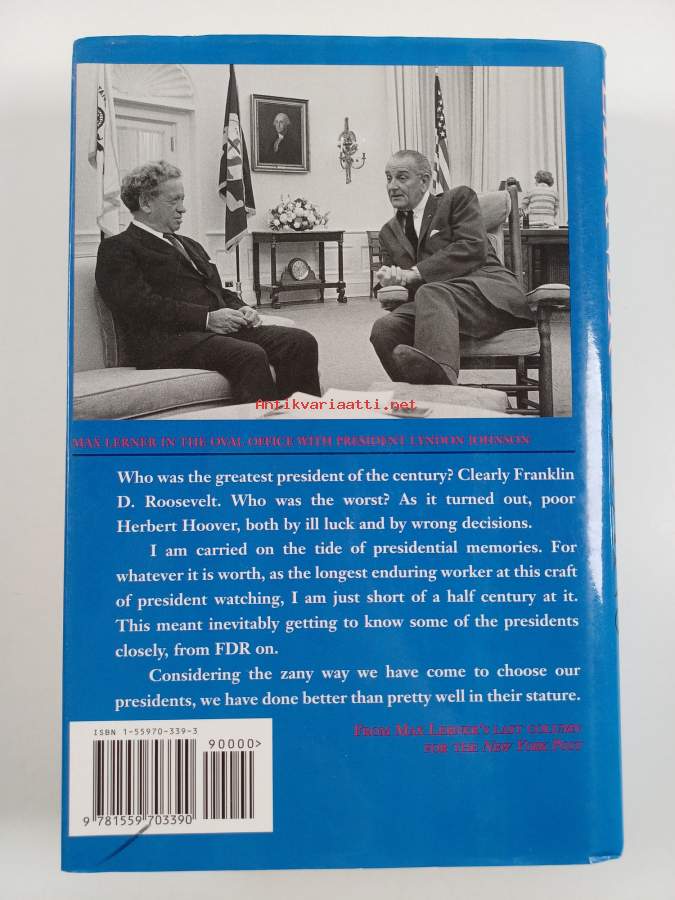 Antikvariaatti.net
MAX LERNER IN THE OVAL OFFICE WITH PRESIDENT LYNDON JOHNSON
Who was the greatest president of the century? Clearly Franklin
D. Roosevelt. Who was the worst? As it turned out, poor
Herbert Hoover, both by ill luck and by wrong decisions.
I am carried on the tide of presidential memories. For
whatever it is worth, as the longest enduring worker at this craft
of president watching, I am just short of a half century at it.
This meant inevitably getting to know some of the presidents
closely, from FDR on.
Considering the zany way we have come to choose our
presidents, we have done better than pretty well in their stature.
FROM MAX LERNER'S LAST COLUMN
FOR THE NEW YORK POST
ISBN 1-55970-339-3
90000>
9 781559 703390